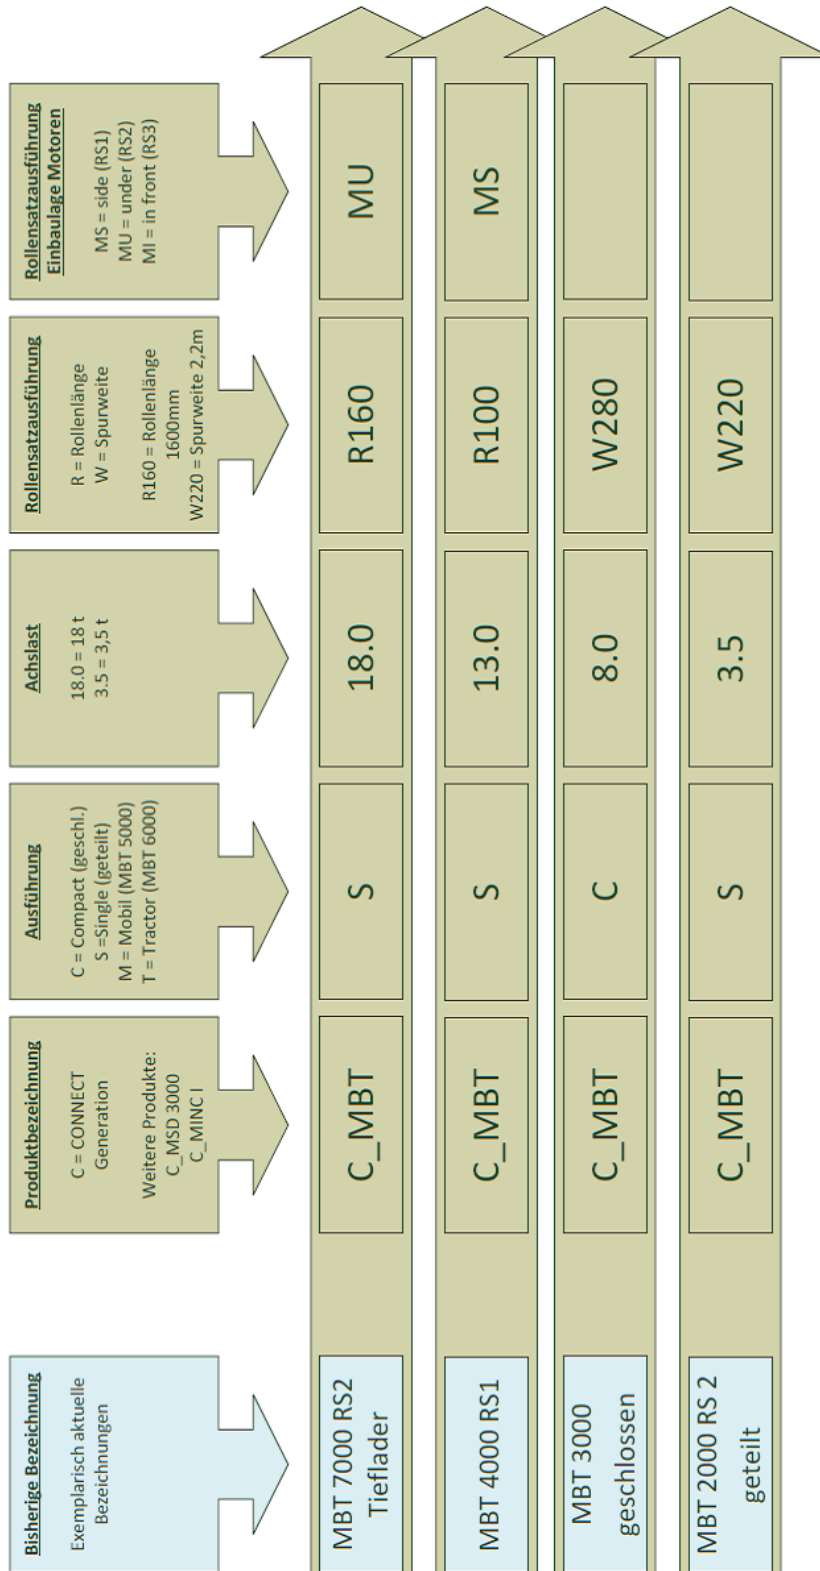 Bisherige Bezeichnung
Exemplarisch aktuelle
Bezeichnungen
Produktbezeichnung
C = CONNECT
Generation
Weitere Produkte:
C_MSD 3000
C_MINC I
Ausführung
C = Compact (geschl.)
S =Single (geteilt)
M = Mobil (MBT 5000)
T = Tractor (MBT 6000)
Achslast
18.0 = 18 t
3.5 = 3,5 t
Rollensatzausführung
R = Rollenlänge
W = Spurweite
R160 = Rollenlänge
1600mm
W220 = Spurweite 2,2m
Rollensatzausführung
Einbaulage Motoren
MS = side (RS1)
MU = under (RS2)
MI = in front (RS3)
MBT 7000 RS2
Tieflader
C_MBT
S
18.0
R160
MU
MBT 4000 RS1
C_MBT
S
13.0
R100
MS
MBT 3000
geschlossen
C_MBT
C
8.0
W280
MBT 2000 RS 2
geteilt
C_MBT
S
3.5
W220